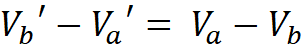 V_b′ − V_a′ = V_a − V_b